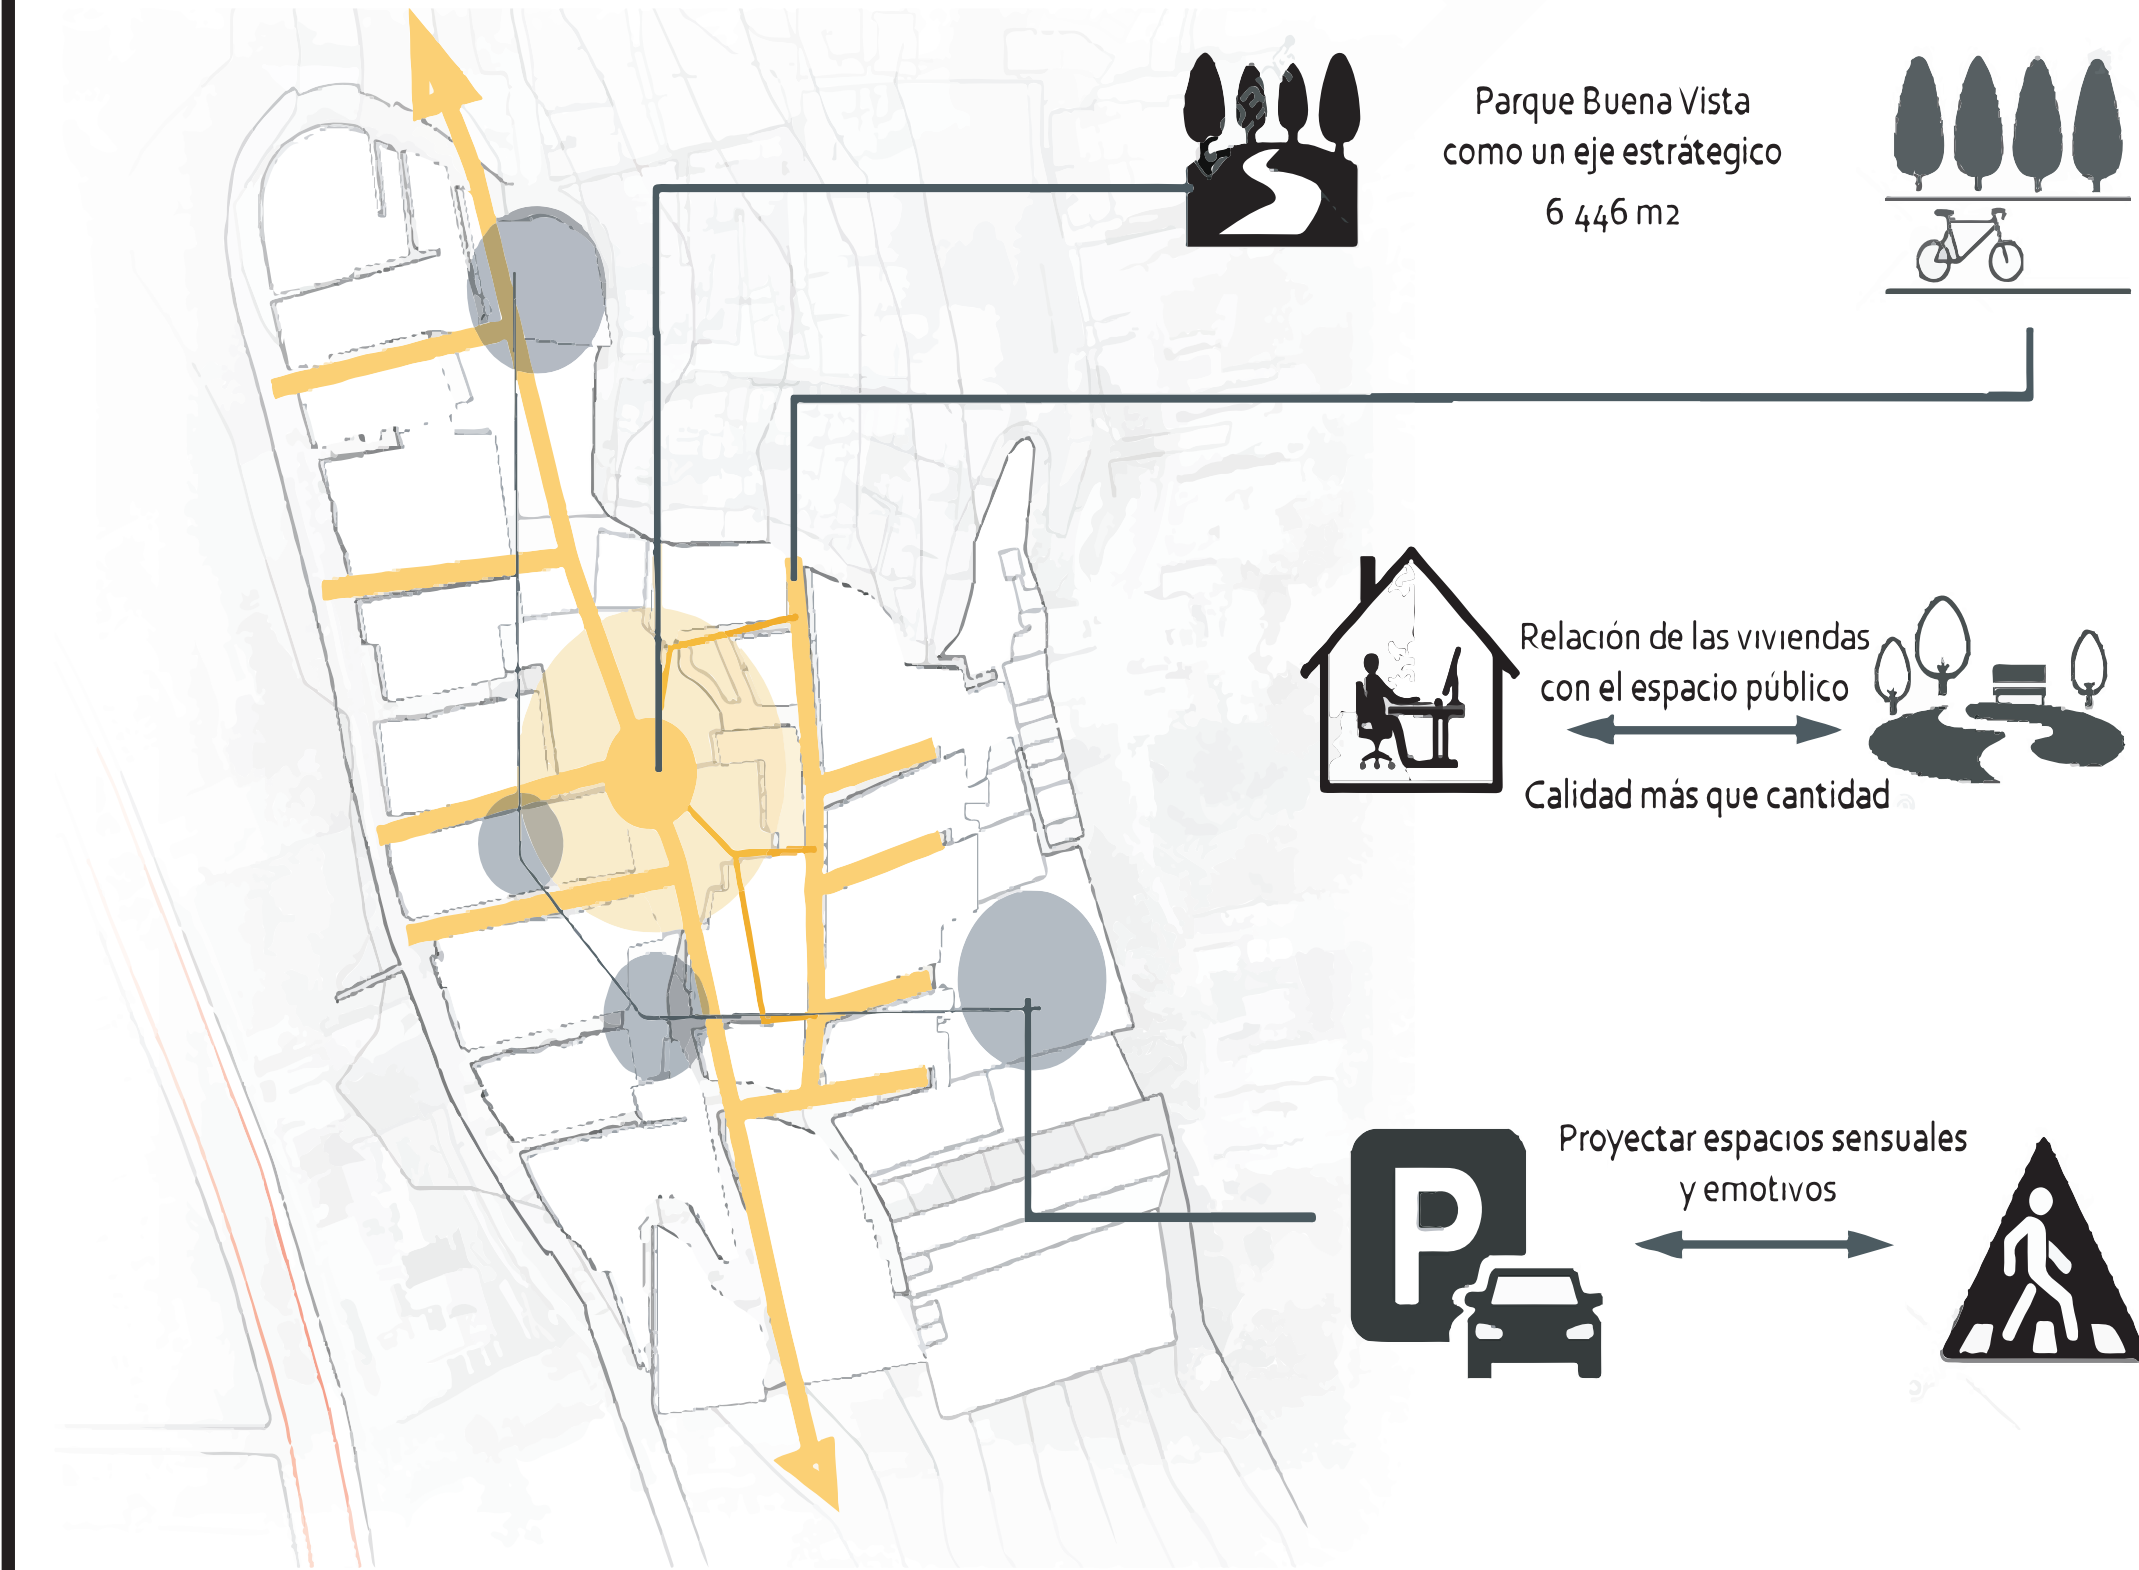 Parque Buena Vista
como un eje estrátegico
6 446 m2
Relación de las viviendas
con el espacio público
Calidad más que cantidad
Proyectar espacios sensuales
y emotivos
P